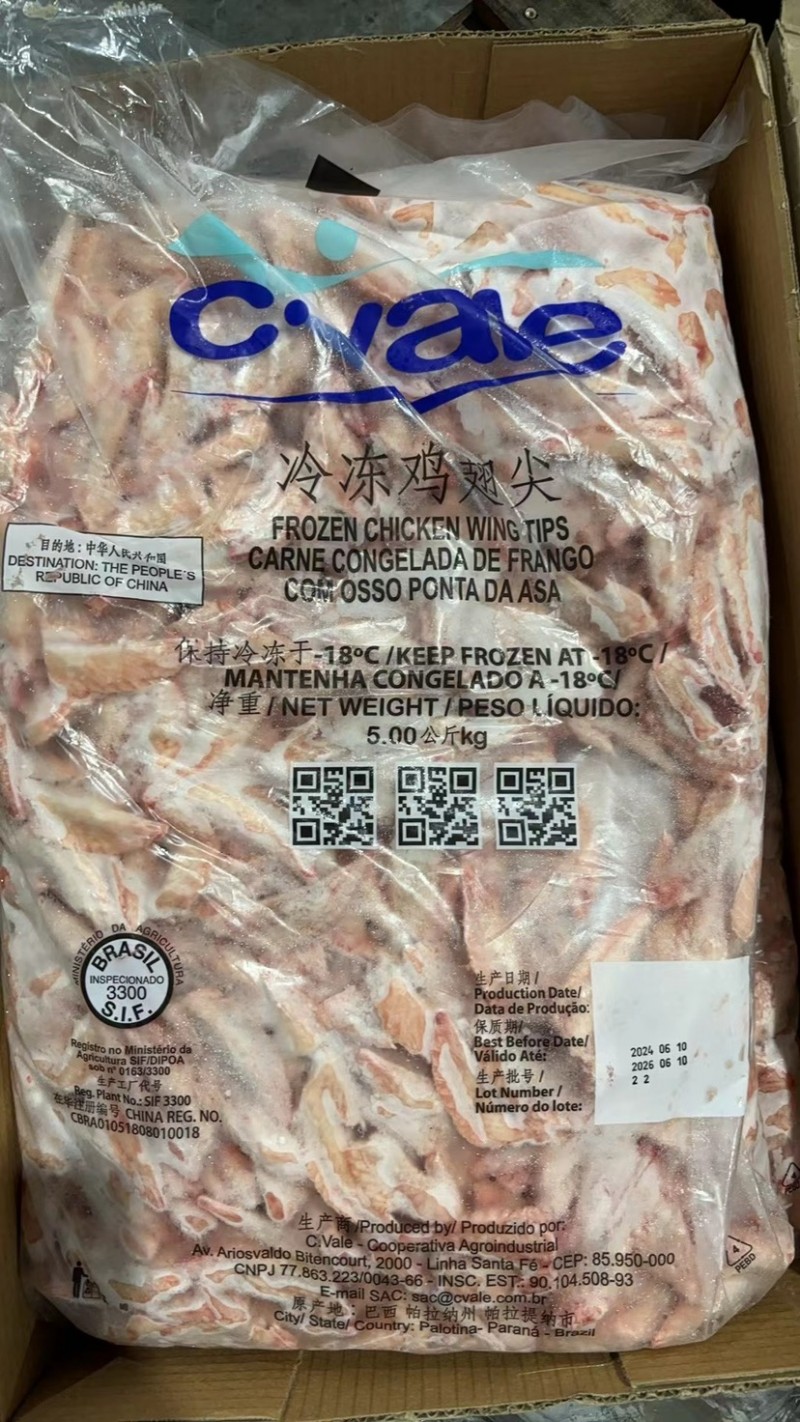 C.Vale
冷冻鸡翅尖
FROZEN CHICKEN WING TIPS
CARNE CONGELADA DE FRANGO
COM OSSO PONTA DA ASA
目的地：中华人民共和国
DESTINATION: THE PEOPLE'S
REPUBLIC OF CHINA
保持冷冻于-18ºC /KEEP FROZEN AT -18ºC /
MANTENHA CONGELADO A -18ºC/
净重 / NET WEIGHT / PESO LÍQUIDO:
5.00公斤kg
MINISTÉRIO DA AGRICULTURA
BRASIL
INSPECIONADO
3300
S.I.F.
Registro no Ministério da
Agricultura SIF/DIPOA
sob nº 0163/3300
生产工厂代号
Reg. Plant No.: SIF 3300
在华注册编号 CHINA REG. NO.
CBRA01051808010018
生产日期 /
Production Date/
Data de Produção:
保质期/
Best Before Date/
Válido Até:
生产批号 /
Lot Number /
Número do lote:
2024 06 10
2026 06 10
2 2
生产商 /Produced by/ Produzido por:
C.Vale - Cooperativa Agroindustrial
Av. Ariosvaldo Bitencourt, 2000 - Linha Santa Fé - CEP: 85.950-000
CNPJ 77.863.223/0043-66 - INSC. EST.: 90.104.508-93
E-mail SAC: sac@cvale.com.br
原产地：巴西 帕拉纳州 帕拉提纳市
City/ State/ Country: Palotina- Paraná - Brazil
4
PEBD